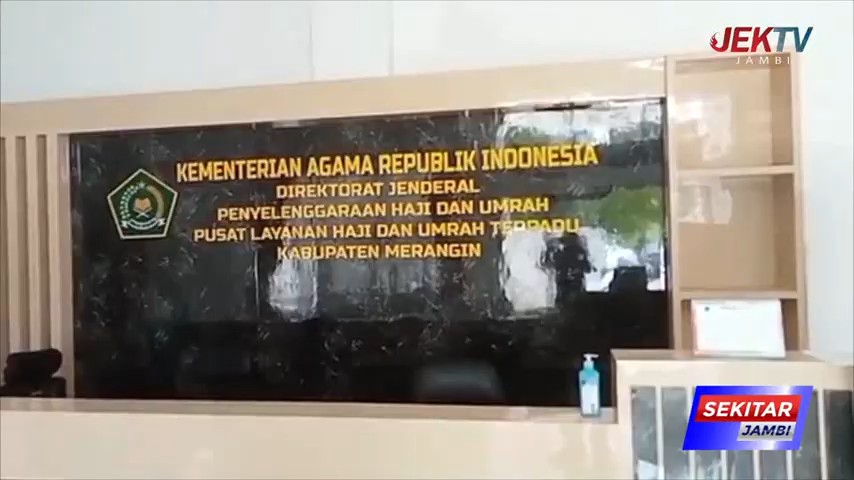 JEKTV
JAMBI
KEMENTERIAN AGAMA REPUBLIK INDONESIA
DIREKTORAT JENDERAL
PENYELENGGARAAN HAJI DAN UMRAH
PUSAT LAYANAN HAJI DAN UMRAH TERPADU
KABUPATEN MERANGIN
SEKITAR
JAMBI